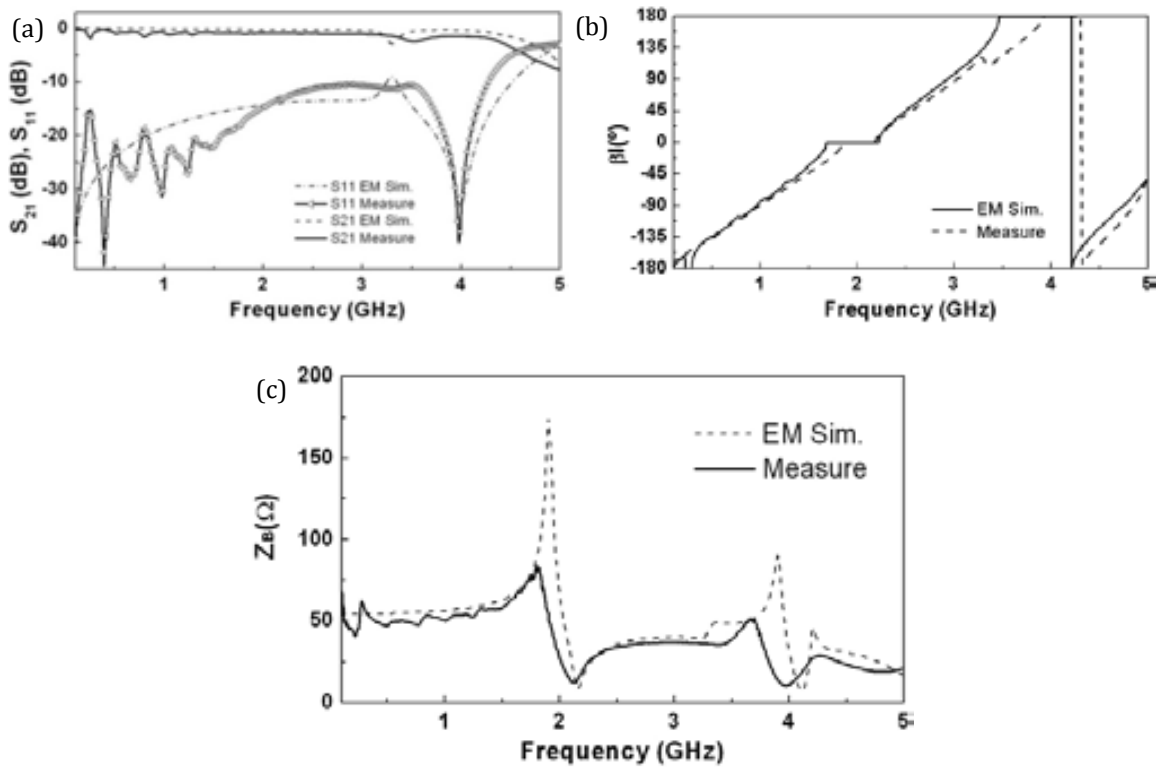 (a)
0
-10
-20
-30
-40
S21 (dB), S11 (dB)
S11 EM Sim.
S11 Measure
S21 EM Sim.
S21 Measure
1 2 3 4 5
Frequency (GHz)
(b)
180
135
90
45
0
-45
-90
-135
-180
βl(º)
EM Sim.
Measure
1 2 3 4 5
Frequency (GHz)
(c)
200
150
100
50
0
ZB(Ω)
EM Sim.
Measure
1 2 3 4 5
Frequency (GHz)